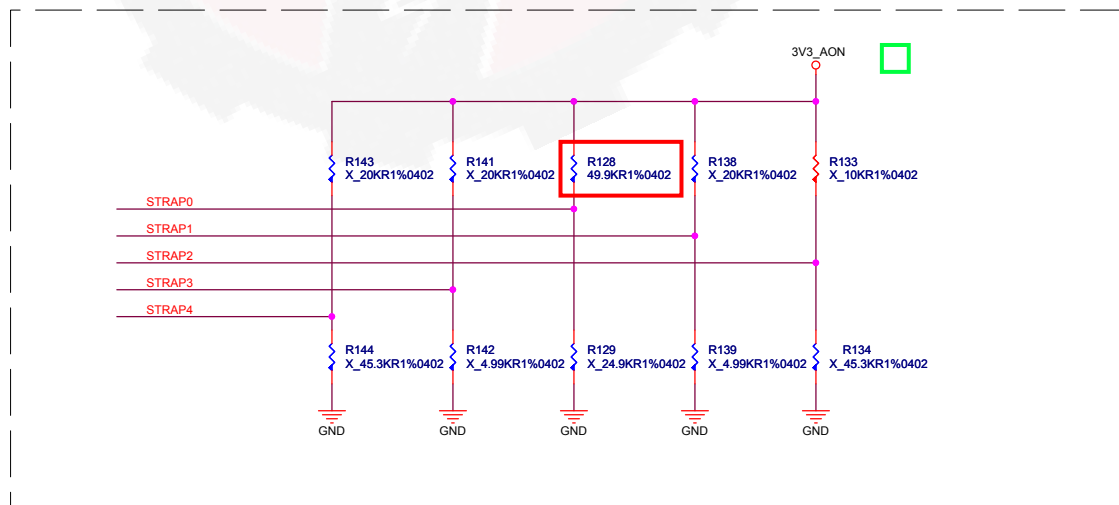 3V3_AON
R143
X_20KR1%0402
R141
X_20KR1%0402
R128
49.9KR1%0402
R138
X_20KR1%0402
R133
X_10KR1%0402
STRAP0
STRAP1
STRAP2
STRAP3
STRAP4
R144
X_45.3KR1%0402
R142
X_4.99KR1%0402
R129
X_24.9KR1%0402
R139
X_4.99KR1%0402
R134
X_45.3KR1%0402
GND
GND
GND
GND
GND